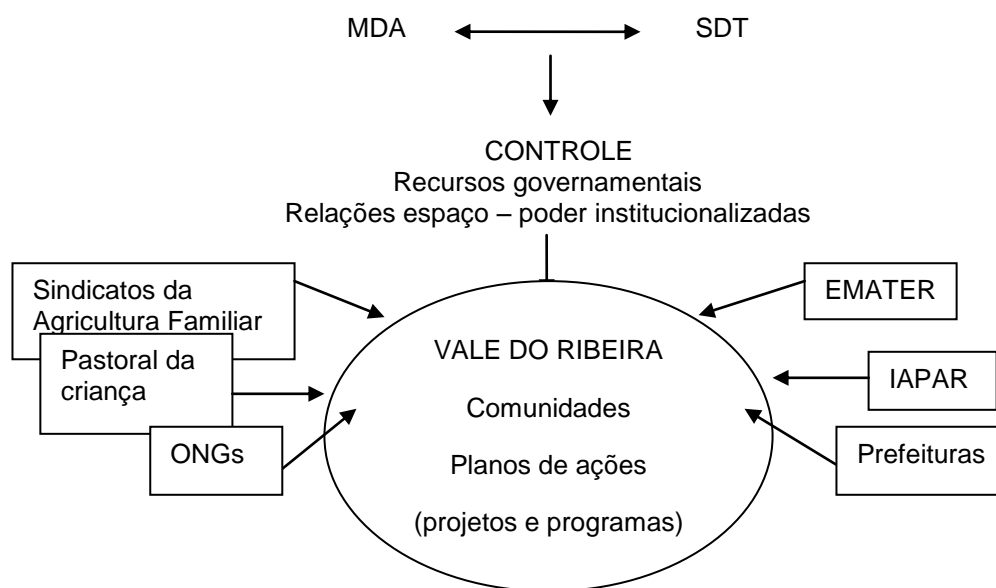 MDA
SDT
CONTROLE
Recursos governamentais
Relações espaço – poder institucionalizadas
Sindicatos da
Agricultura Familiar
Pastoral da
criança
ONGs
VALE DO RIBEIRA
Comunidades
Planos de ações
(projetos e programas)
EMATER
IAPAR
Prefeituras